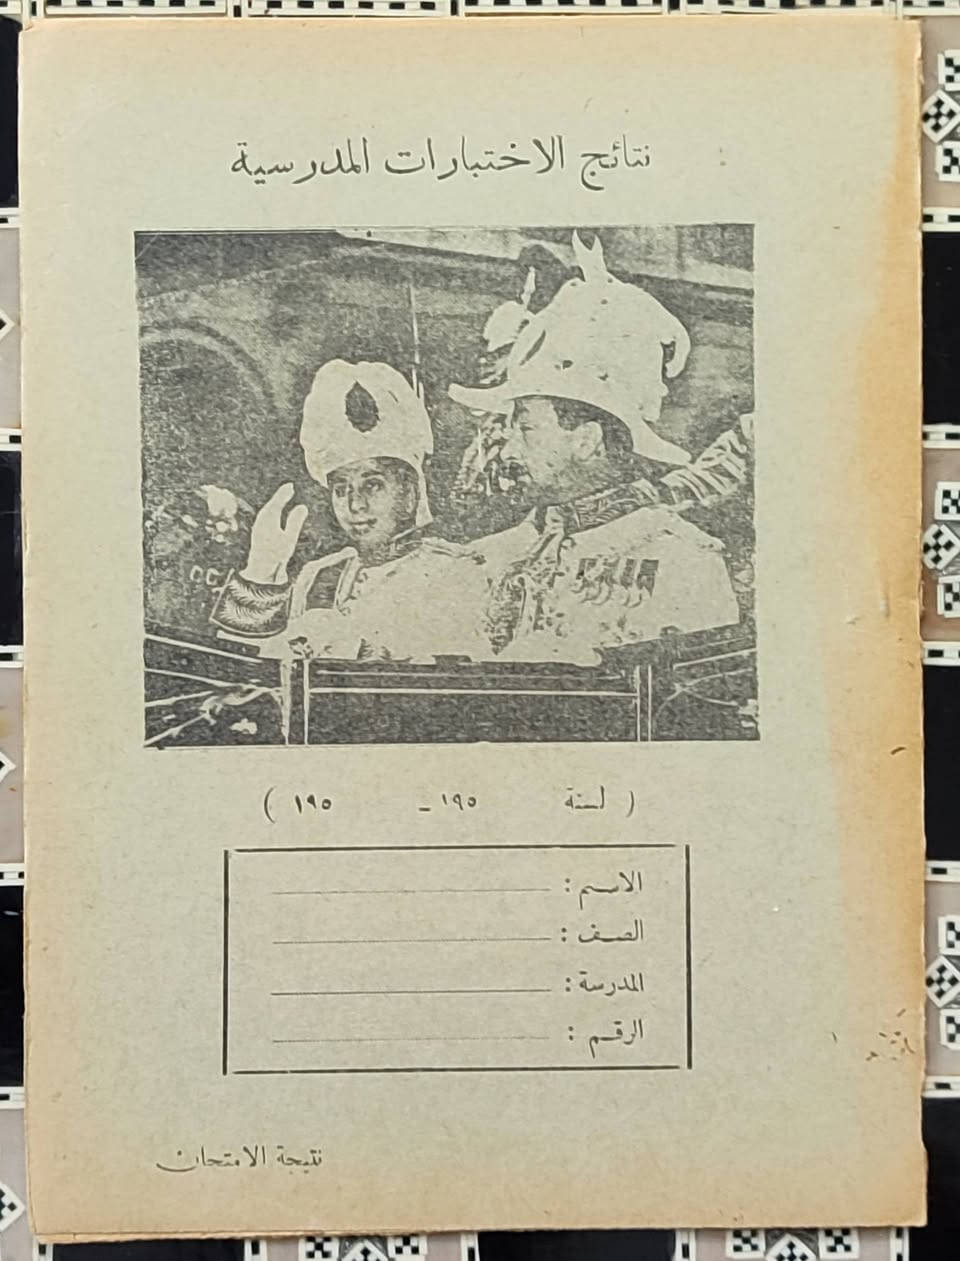 نتائج الاختبارات المدرسية
( لسنة ١٩٥ - ١٩٥ )
الاسم :
الصف :
المدرسة :
الرقم :
نتيجة الامتحان